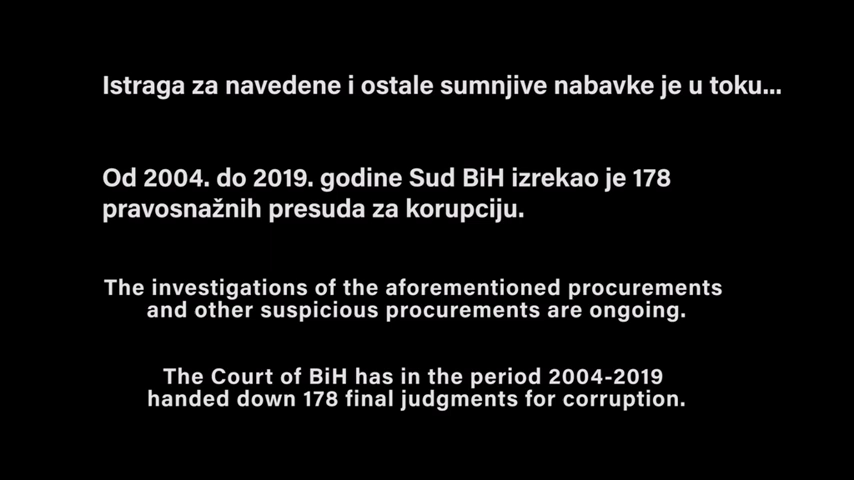 Istraga za navedene i ostale sumnjive nabavke je u toku...
Od 2004. do 2019. godine Sud BiH izrekao je 178
pravosnažnih presuda za korupciju.
The investigations of the aforementioned procurements
and other suspicious procurements are ongoing.
The Court of BiH has in the period 2004-2019
handed down 178 final judgments for corruption.